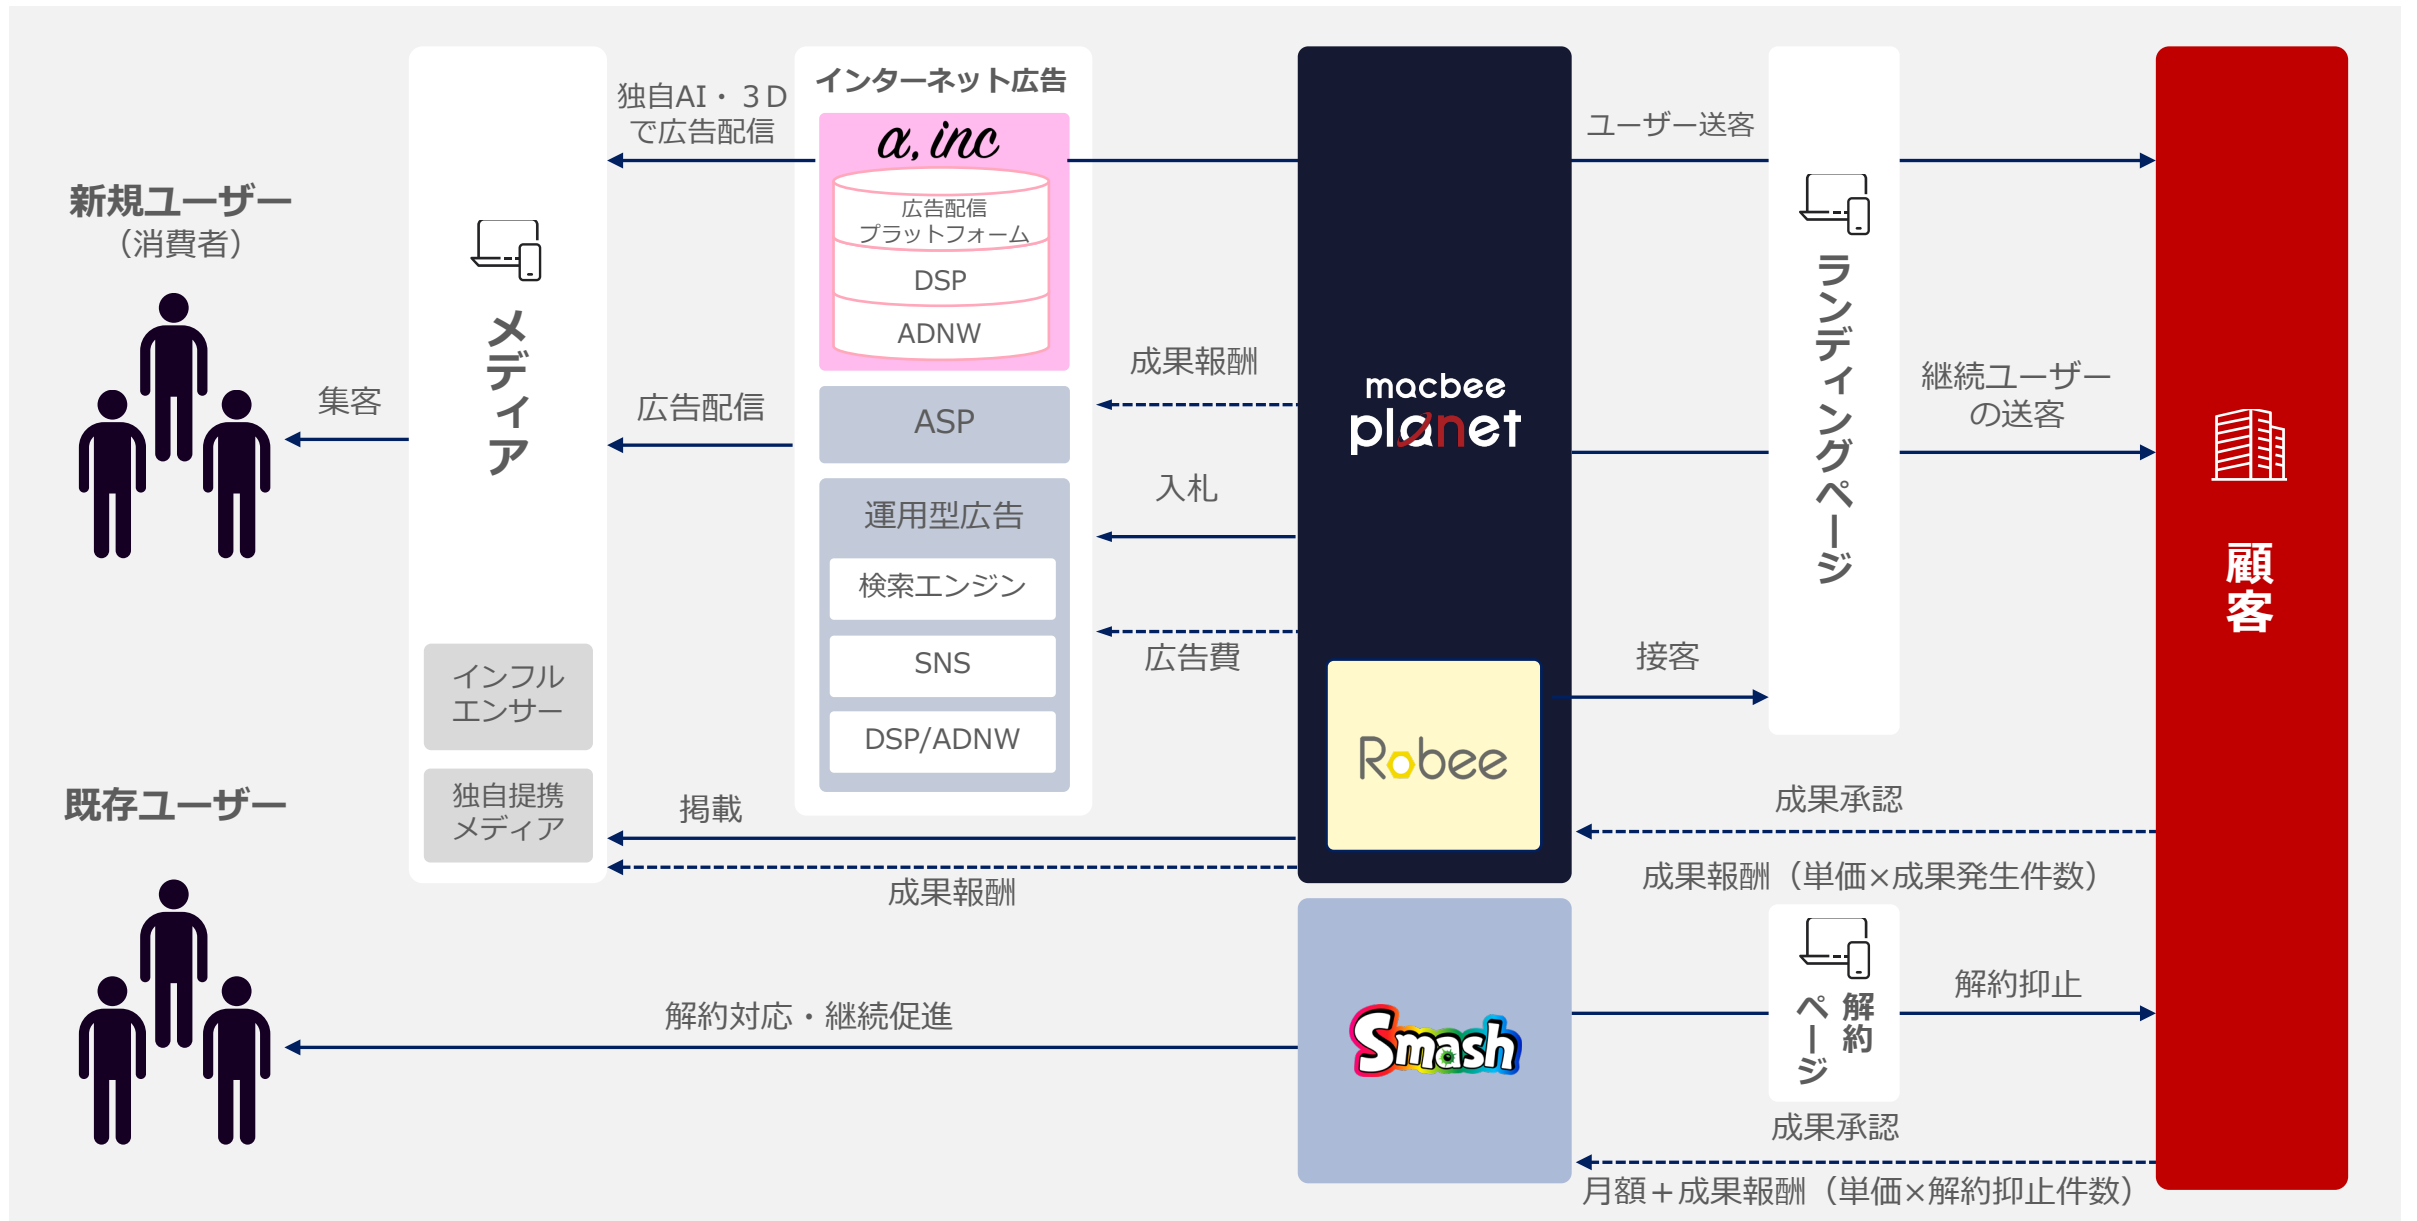 新規ユーザー
（消費者）
集客
メディア
インフル
エンサー
独自提携
メディア
独自AI・３D
で広告配信
広告配信
インターネット広告
α, inc
広告配信
プラットフォーム
DSP
ADNW
ASP
運用型広告
検索エンジン
SNS
DSP/ADNW
成果報酬
入札
広告費
掲載
成果報酬
macbee
planet
Robee
ユーザー送客
ランディングページ
継続ユーザー
の送客
接客
成果承認
成果報酬（単価×成果発生件数）
顧客
既存ユーザー
解約対応・継続促進
Smash
解約
ページ
解約抑止
成果承認
月額＋成果報酬（単価×解約抑止件数）